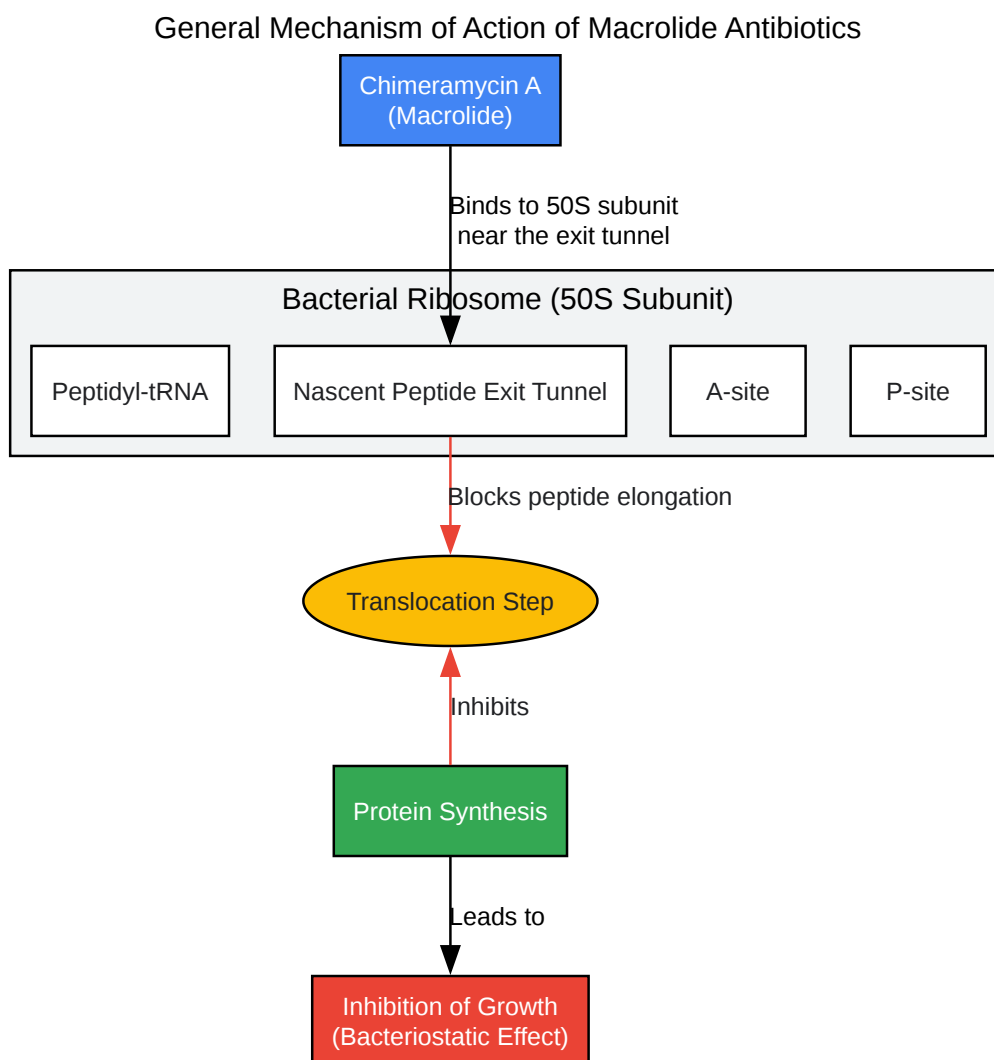 General Mechanism of Action of Macrolide Antibiotics
Chimeramycin A
(Macrolide)
Binds to 50S subunit
near the exit tunnel
Bacterial Ribosome (50S Subunit)
Peptidyl-tRNA
Nascent Peptide Exit Tunnel
A-site
P-site
Blocks peptide elongation
Translocation Step
Inhibits
Protein Synthesis
Leads to
Inhibition of Growth
(Bacteriostatic Effect)